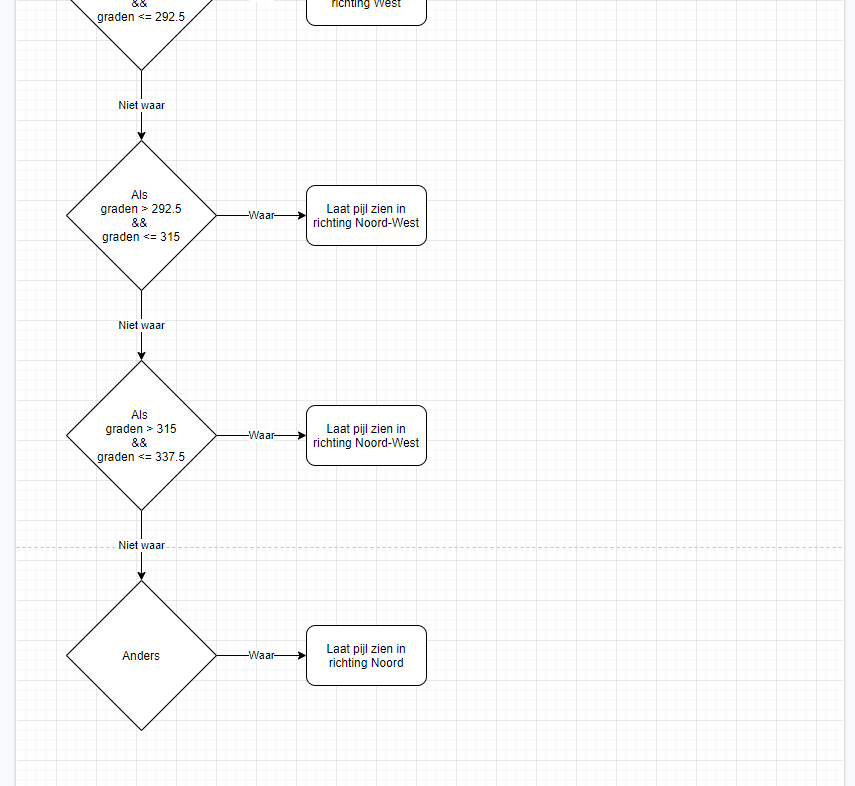 &&
graden <= 292.5
richting West
Niet waar
Als
graden > 292.5
&&
graden <= 315
Waar
Laat pijl zien in
richting Noord-West
Niet waar
Als
graden > 315
&&
graden <= 337.5
Waar
Laat pijl zien in
richting Noord-West
Niet waar
Anders
Waar
Laat pijl zien in
richting Noord